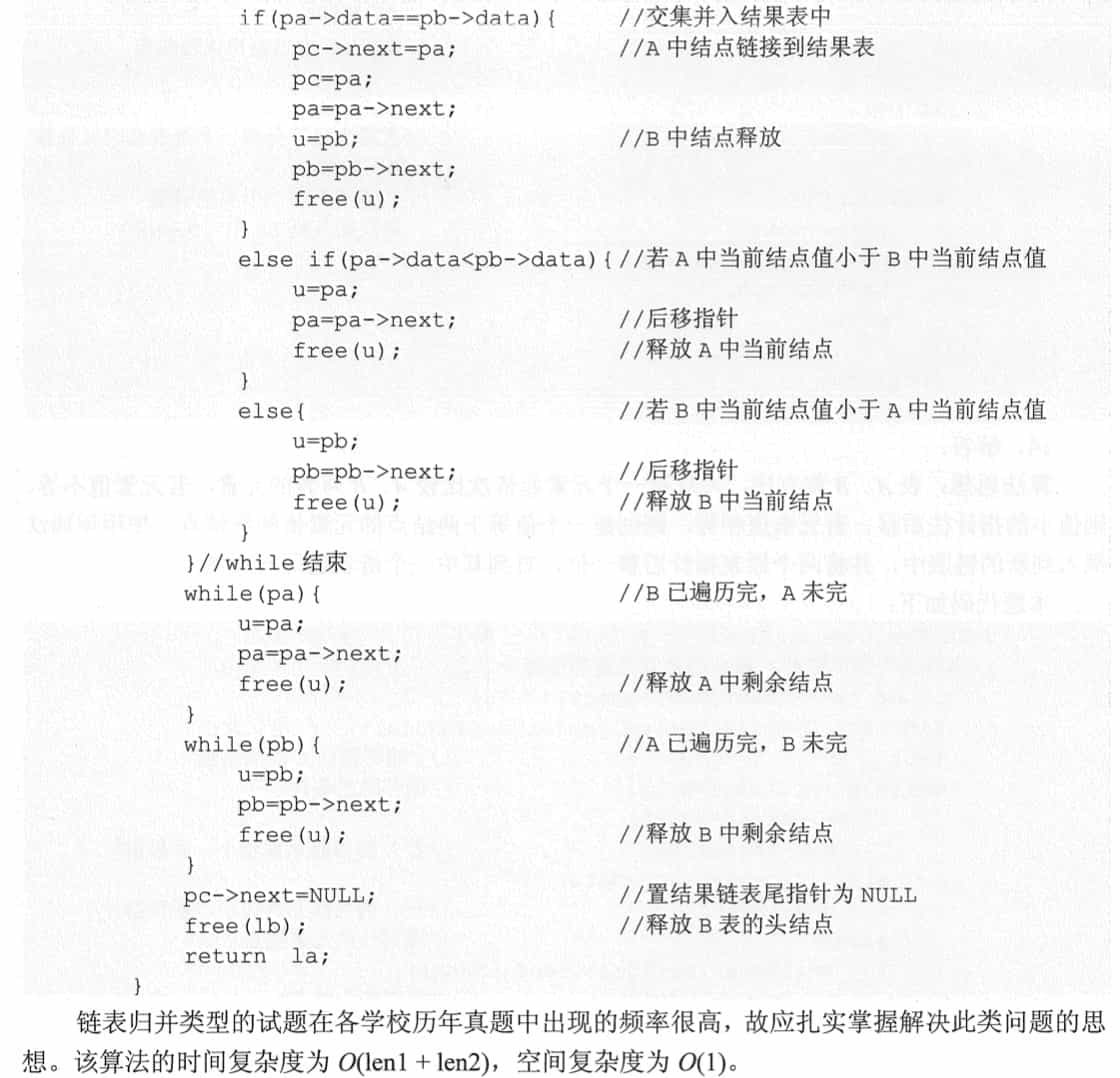 if(pa->data==pb->data){ //交集并入结果表中
pc->next=pa; //A 中结点链接到结果表
pc=pa;
pa=pa->next;
u=pb; //B 中结点释放
pb=pb->next;
free(u);
}
else if(pa->data<pb->data){//若 A 中当前结点值小于 B 中当前结点值
u=pa;
pa=pa->next; //后移指针
free(u); //释放 A 中当前结点
}
else{ //若 B 中当前结点值小于 A 中当前结点值
u=pb;
pb=pb->next; //后移指针
free(u); //释放 B 中当前结点
}
}//while 结束
while(pa){ //B 已遍历完，A 未完
u=pa;
pa=pa->next;
free(u); //释放 A 中剩余结点
}
while(pb){ //A 已遍历完，B 未完
u=pb;
pb=pb->next;
free(u); //释放 B 中剩余结点
}
pc->next=NULL; //置结果链表尾指针为 NULL
free(lb); //释放 B 表的头结点
return la;
}
链表归并类型的试题在各学校历年真题中出现的频率很高，故应扎实掌握解决此类问题的思
想。该算法的时间复杂度为 O(len1 + len2)，空间复杂度为 O(1)。